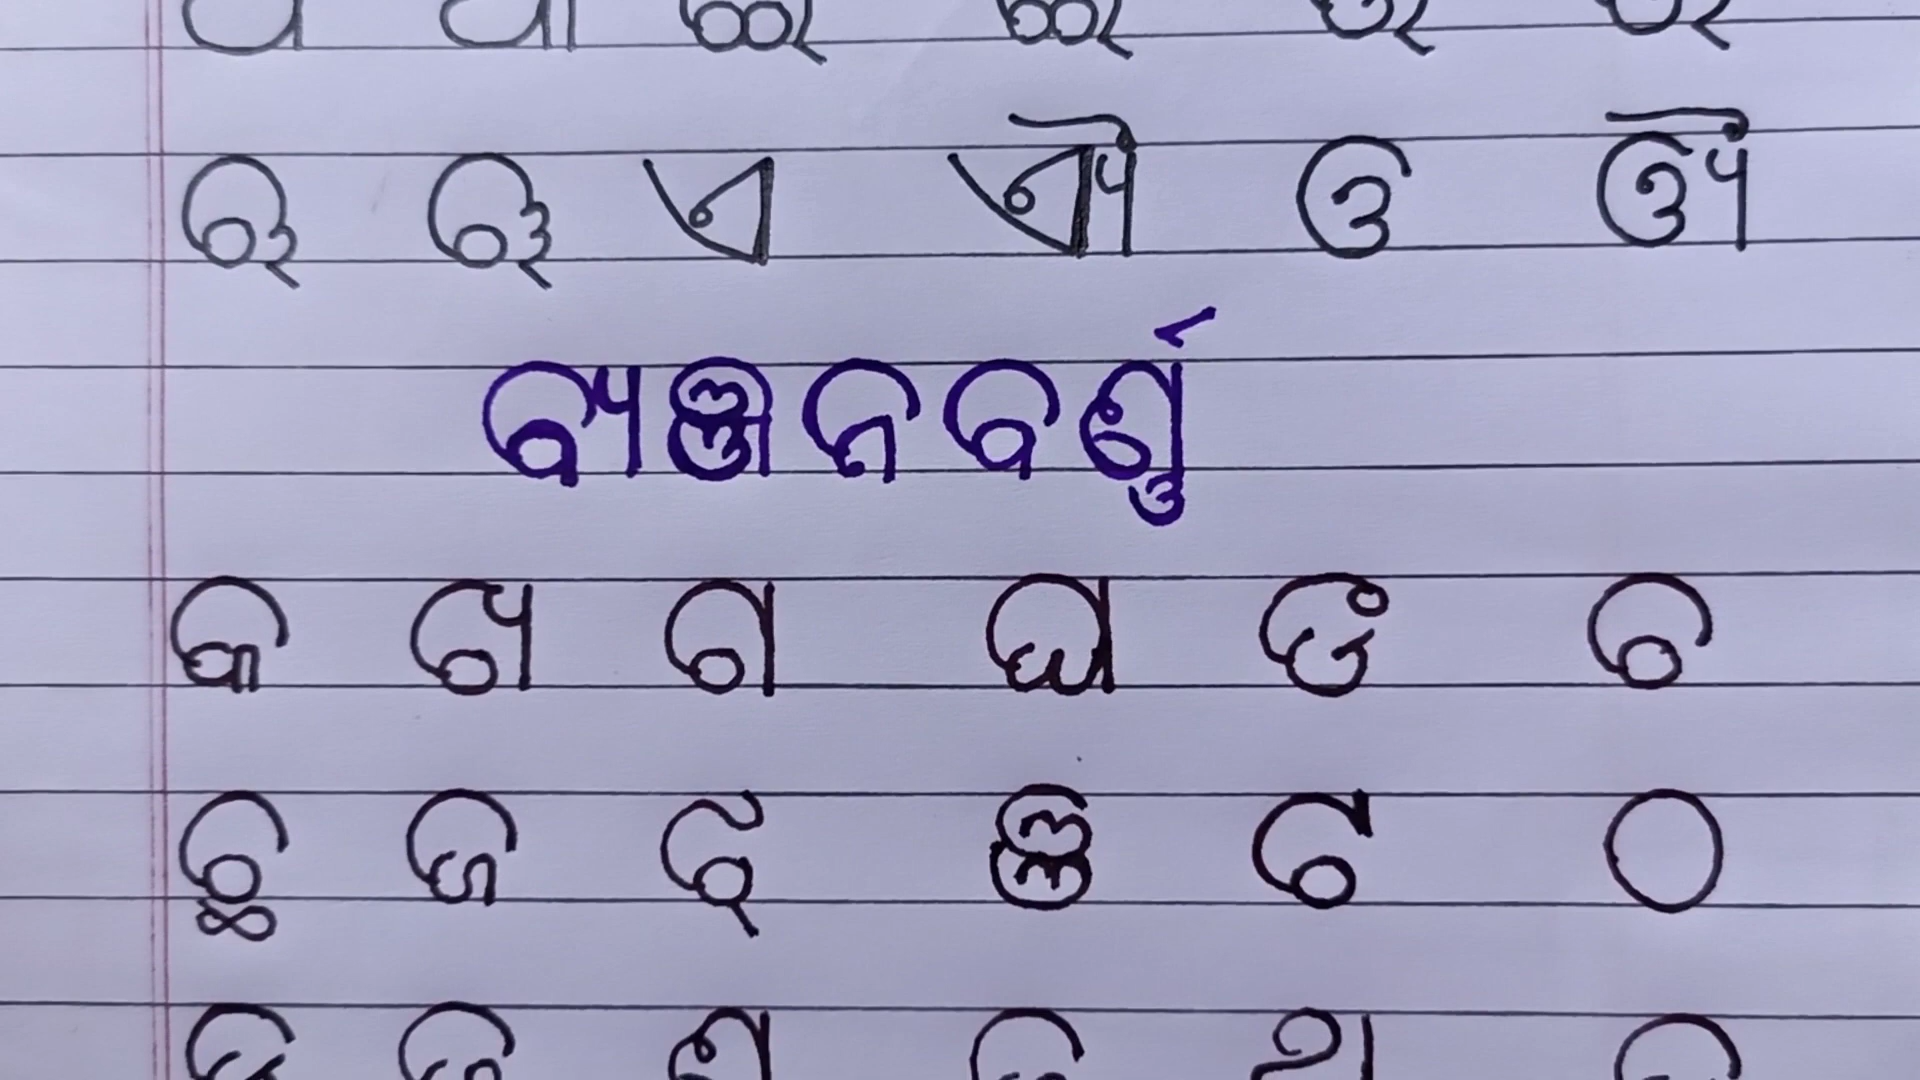 ଅ ଆ ଇ ଈ ଉ ଊ
ଋ ୠ ଏ ଐ ଓ ଔ
ବ୍ୟଞ୍ଜନବର୍ଣ୍ଣ
କ ଖ ଗ ଘ ଙ ଚ
ଛ ଜ ଝ ଞ ଟ ଠ
ଡ ଢ ଣ ତ ଥ ଦ